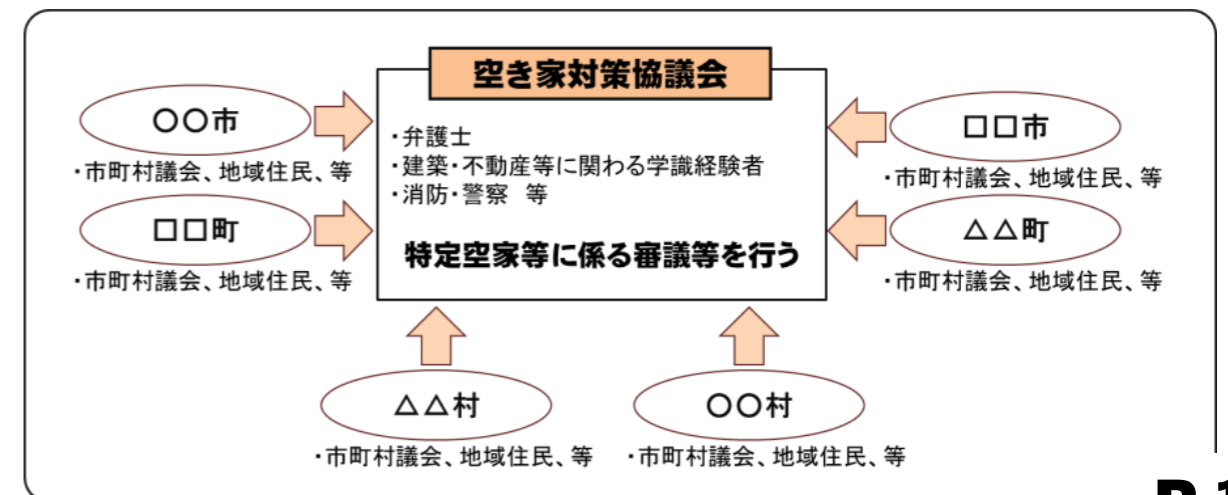 空き家対策協議会
・弁護士
・建築・不動産等に関わる学識経験者
・消防・警察　等
特定空家等に係る審議等を行う
〇〇市
・市町村議会、地域住民、等
□□町
・市町村議会、地域住民、等
□□市
・市町村議会、地域住民、等
△△町
・市町村議会、地域住民、等
△△村
・市町村議会、地域住民、等
〇〇村
・市町村議会、地域住民、等